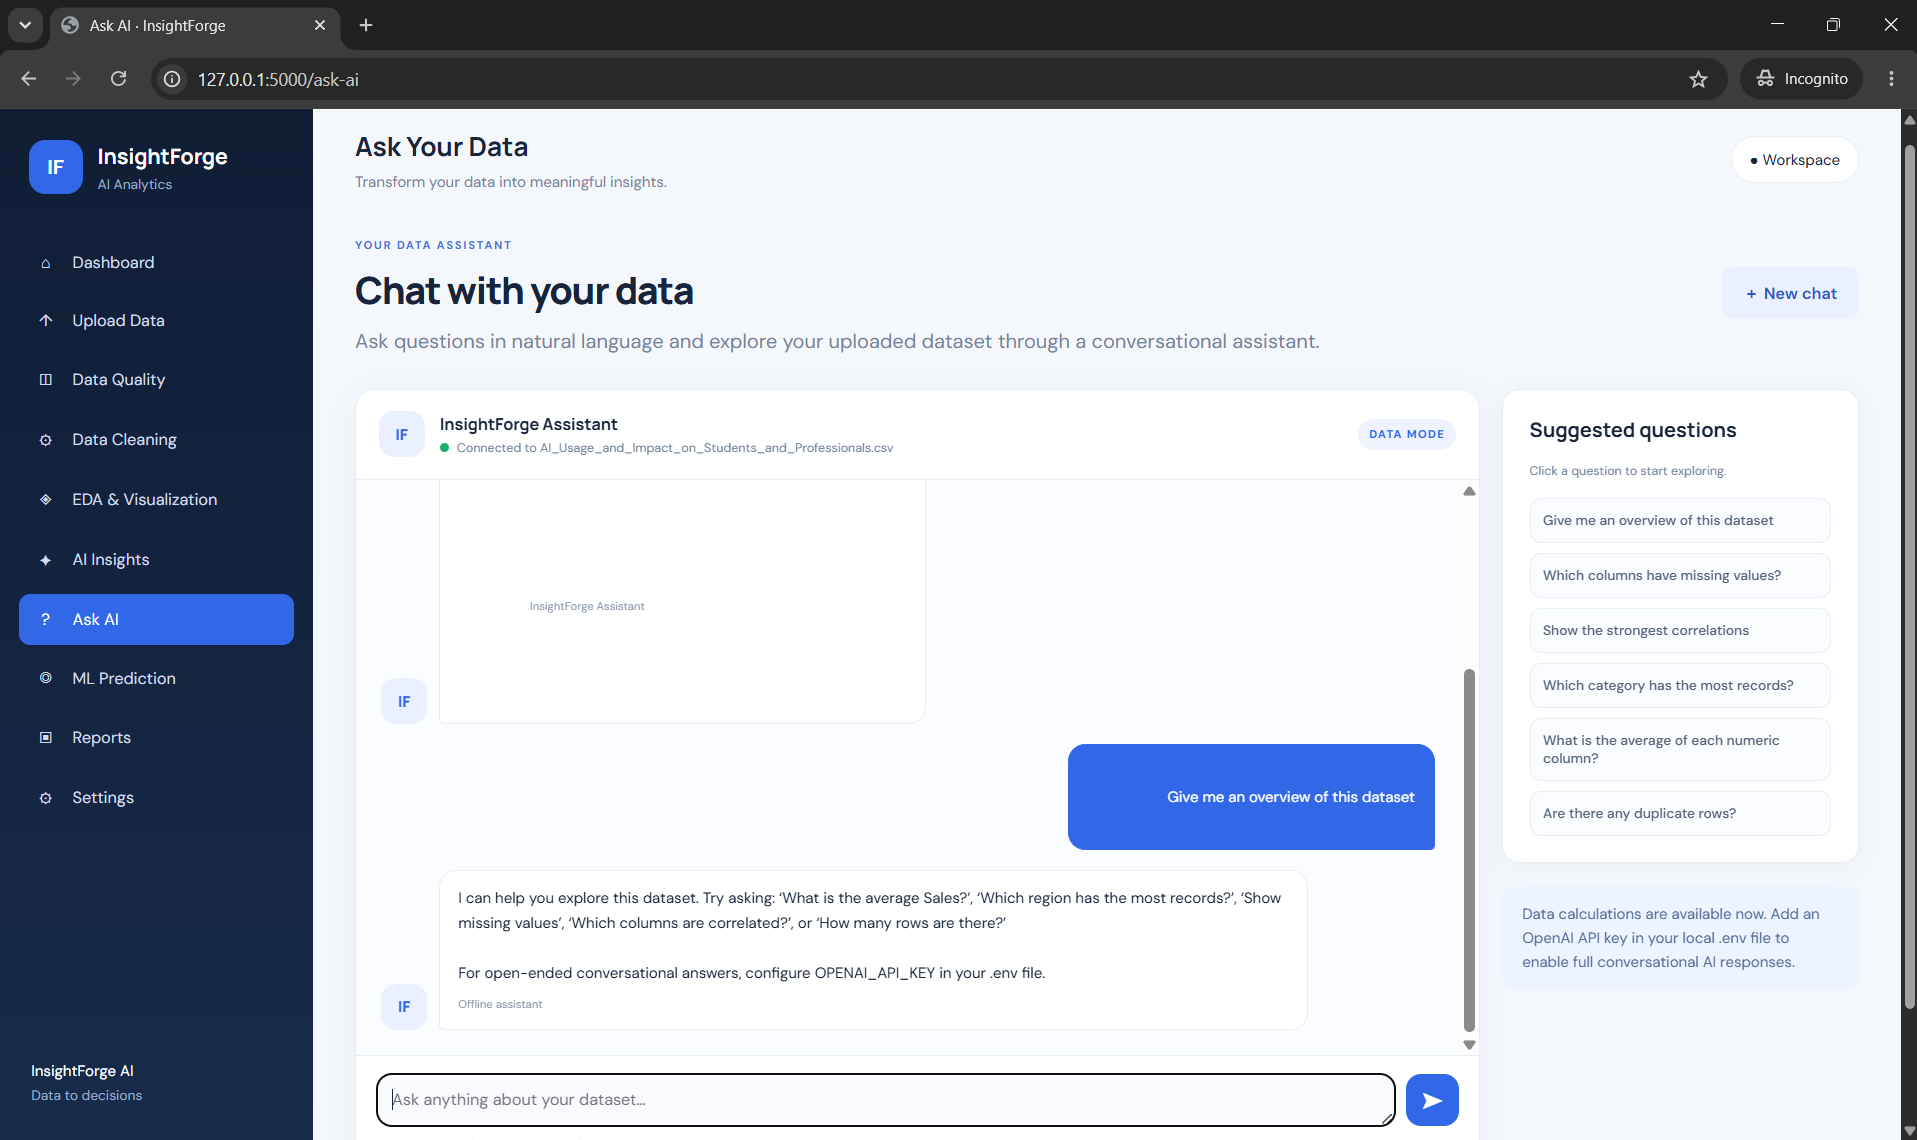 Ask AI · InsightForge
127.0.0.1:5000/ask-ai
Incognito
IF
InsightForge
AI Analytics
Dashboard
Upload Data
Data Quality
Data Cleaning
EDA & Visualization
AI Insights
? Ask AI
ML Prediction
Reports
Settings
InsightForge AI
Data to decisions
Ask Your Data
Transform your data into meaningful insights.
• Workspace
YOUR DATA ASSISTANT
Chat with your data
Ask questions in natural language and explore your uploaded dataset through a conversational assistant.
+ New chat
IF
InsightForge Assistant
Connected to AI_Usage_and_Impact_on_Students_and_Professionals.csv
DATA MODE
InsightForge Assistant
IF
Give me an overview of this dataset
I can help you explore this dataset. Try asking: ‘What is the average Sales?’, ‘Which region has the most records?’, ‘Show
missing values’, ‘Which columns are correlated?’, or ‘How many rows are there?’
For open-ended conversational answers, configure OPENAI_API_KEY in your .env file.
Offline assistant
IF
Ask anything about your dataset...
Suggested questions
Click a question to start exploring.
Give me an overview of this dataset
Which columns have missing values?
Show the strongest correlations
Which category has the most records?
What is the average of each numeric
column?
Are there any duplicate rows?
Data calculations are available now. Add an
OpenAI API key in your local .env file to
enable full conversational AI responses.